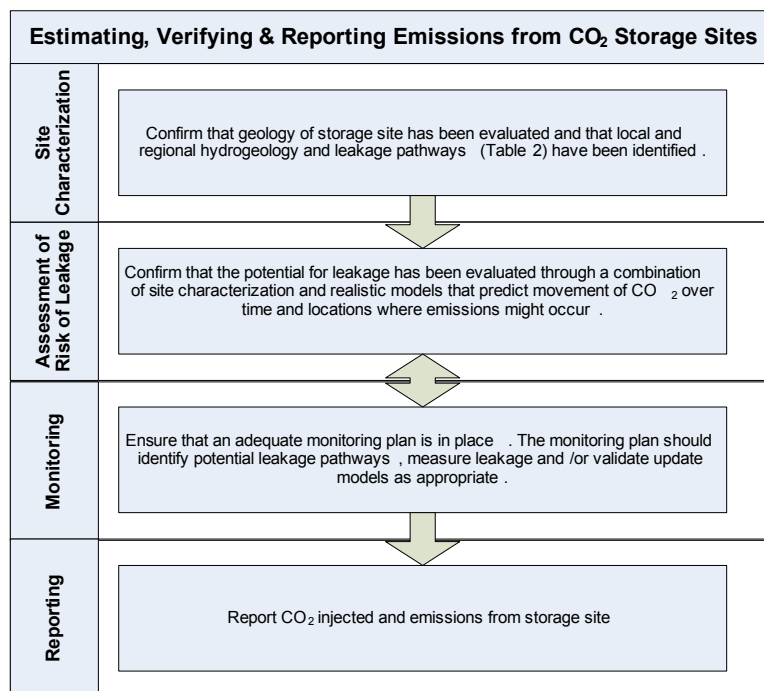 Estimating, Verifying & Reporting Emissions from CO2 Storage Sites
Site
Characterization
Confirm that geology of storage site has been evaluated and that local and
regional hydrogeology and leakage pathways (Table 2) have been identified .
Assessment of
Risk of Leakage
Confirm that the potential for leakage has been evaluated through a combination
of site characterization and realistic models that predict movement of CO 2 over
time and locations where emissions might occur .
Monitoring
Ensure that an adequate monitoring plan is in place . The monitoring plan should
identify potential leakage pathways , measure leakage and /or validate update
models as appropriate .
Reporting
Report CO2 injected and emissions from storage site